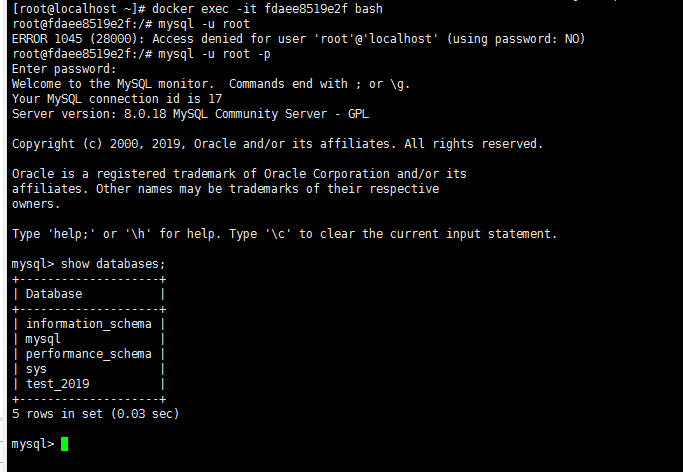 [root@localhost ~]# docker exec -it fdaee8519e2f bash
root@fdaee8519e2f:/# mysql -u root
ERROR 1045 (28000): Access denied for user 'root'@'localhost' (using password: NO)
root@fdaee8519e2f:/# mysql -u root -p
Enter password:
Welcome to the MySQL monitor.  Commands end with ; or \g.
Your MySQL connection id is 17
Server version: 8.0.18 MySQL Community Server - GPL
Copyright (c) 2000, 2019, Oracle and/or its affiliates. All rights reserved.
Oracle is a registered trademark of Oracle Corporation and/or its
affiliates. Other names may be trademarks of their respective
owners.
Type 'help;' or '\h' for help. Type '\c' to clear the current input statement.
mysql> show databases;
+--------------------+
| Database           |
+--------------------+
| information_schema |
| mysql              |
| performance_schema |
| sys                |
| test_2019          |
+--------------------+
5 rows in set (0.03 sec)
mysql>